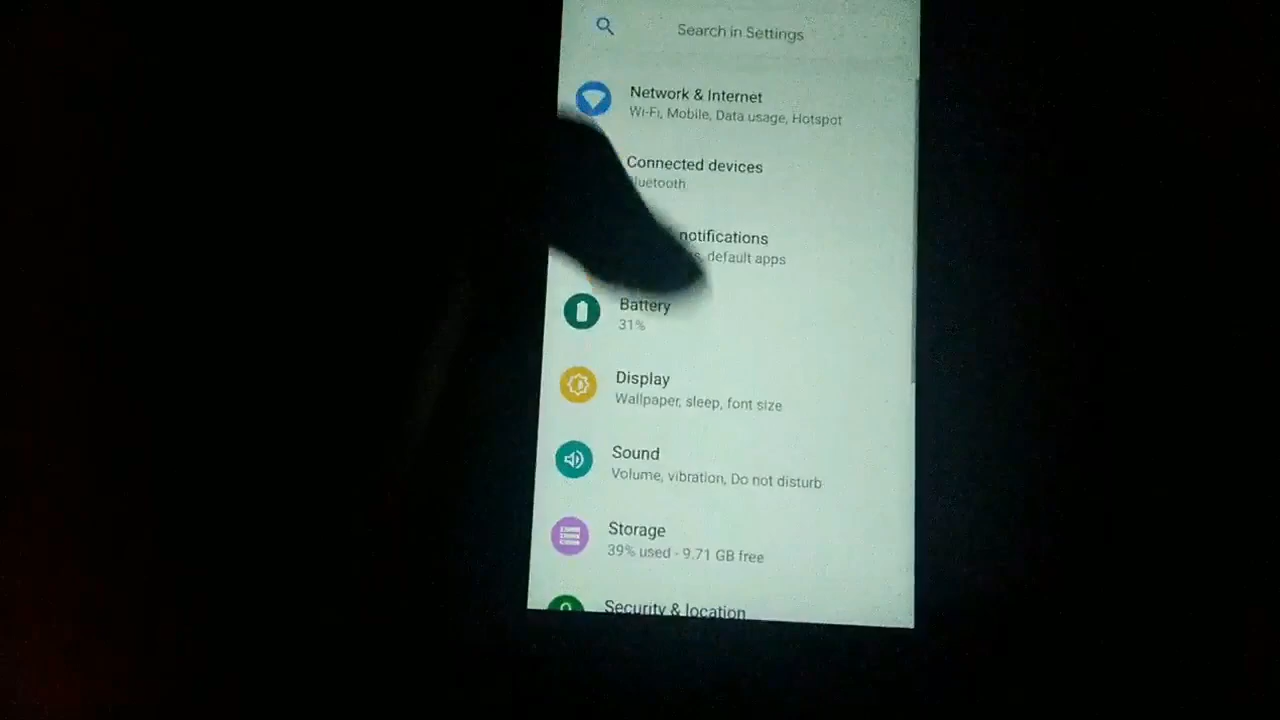 Search in Settings
Network & Internet
Wi-Fi, Mobile, Data usage, Hotspot
Connected devices
luetooth
notifications
s, default apps
Battery
31%
Display
Wallpaper, sleep, font size
Sound
Volume, vibration, Do not disturb
Storage
39% used - 9.71 GB free
Security & location